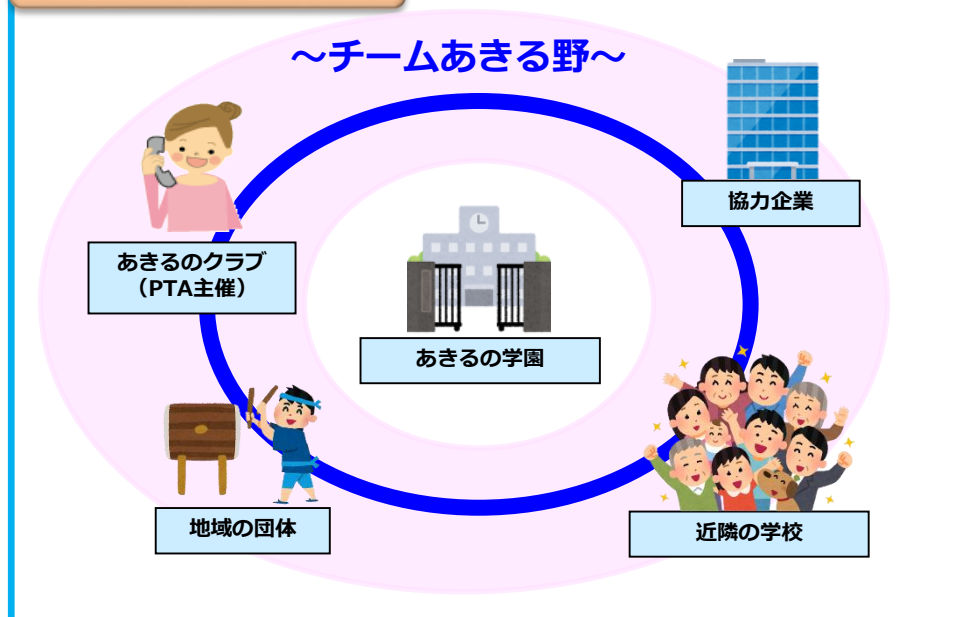 ～チームあきる野～
協力企業
あきるのクラブ
（PTA主催）
あきるの学園
地域の団体
近隣の学校